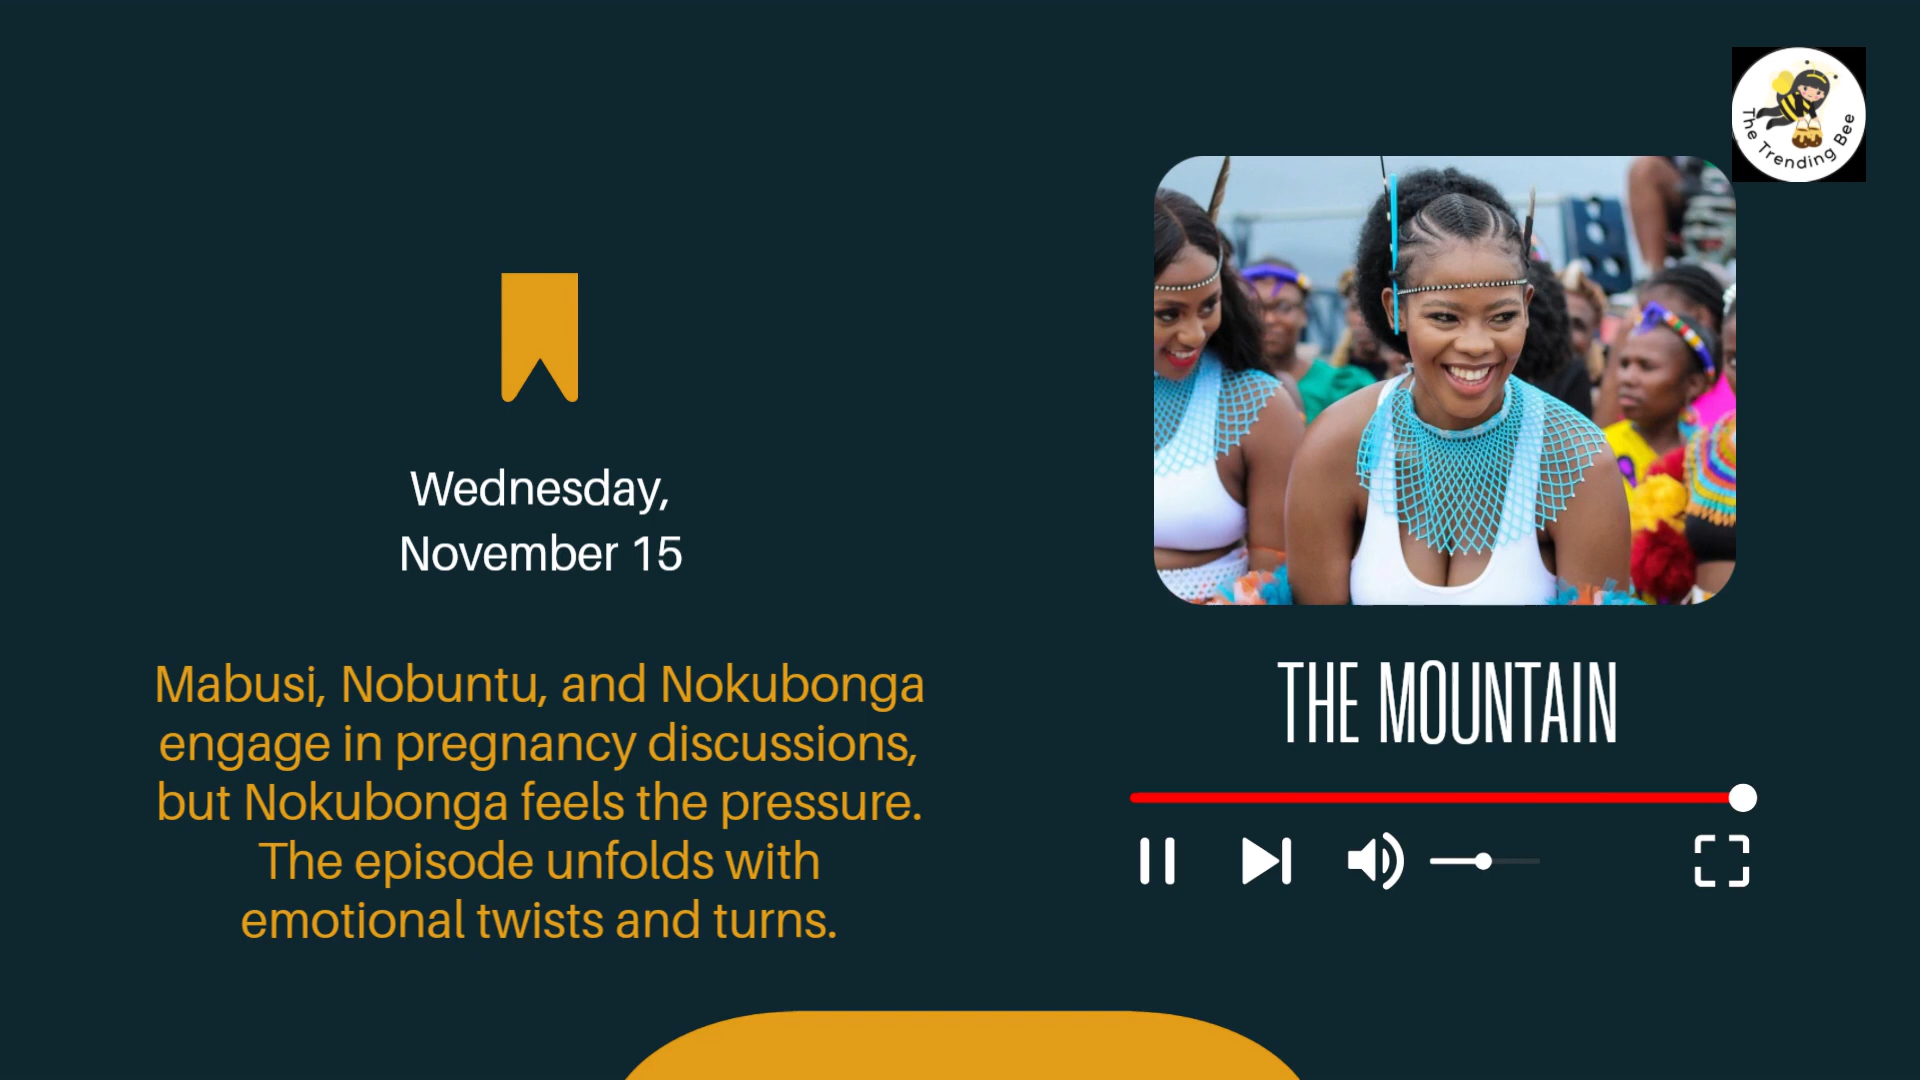 The Trending Bee
Wednesday,
November 15
Mabusi, Nobuntu, and Nokubonga
engage in pregnancy discussions,
but Nokubonga feels the pressure.
The episode unfolds with
emotional twists and turns.
THE MOUNTAIN